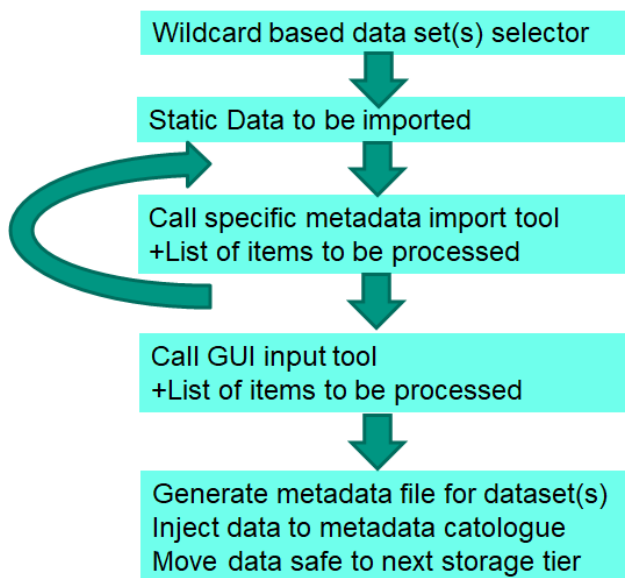 Wildcard based data set(s) selector
Static Data to be imported
Call specific metadata import tool
+List of items to be processed
Call GUI input tool
+List of items to be processed
Generate metadata file for dataset(s)
Inject data to metadata catologue
Move data safe to next storage tier